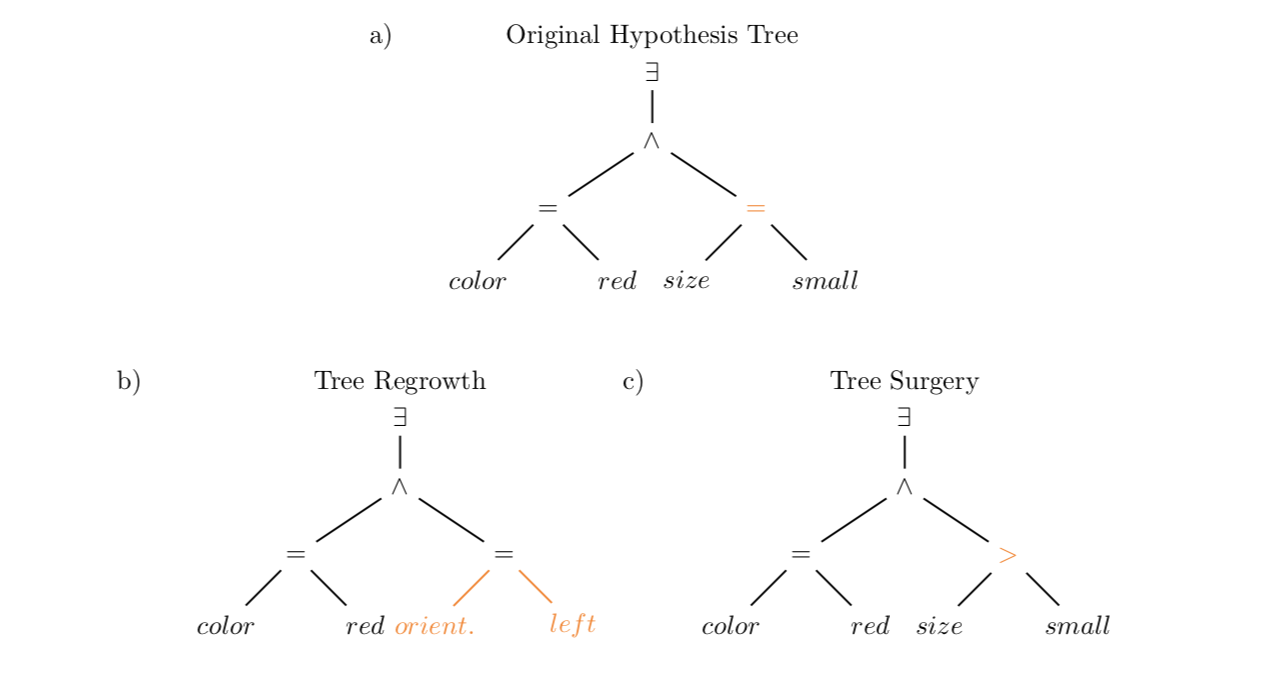 a) Original Hypothesis Tree
∃
∧
= =
color red size small
b) Tree Regrowth
∃
∧
= =
color red orient. left
c) Tree Surgery
∃
∧
= >
color red size small